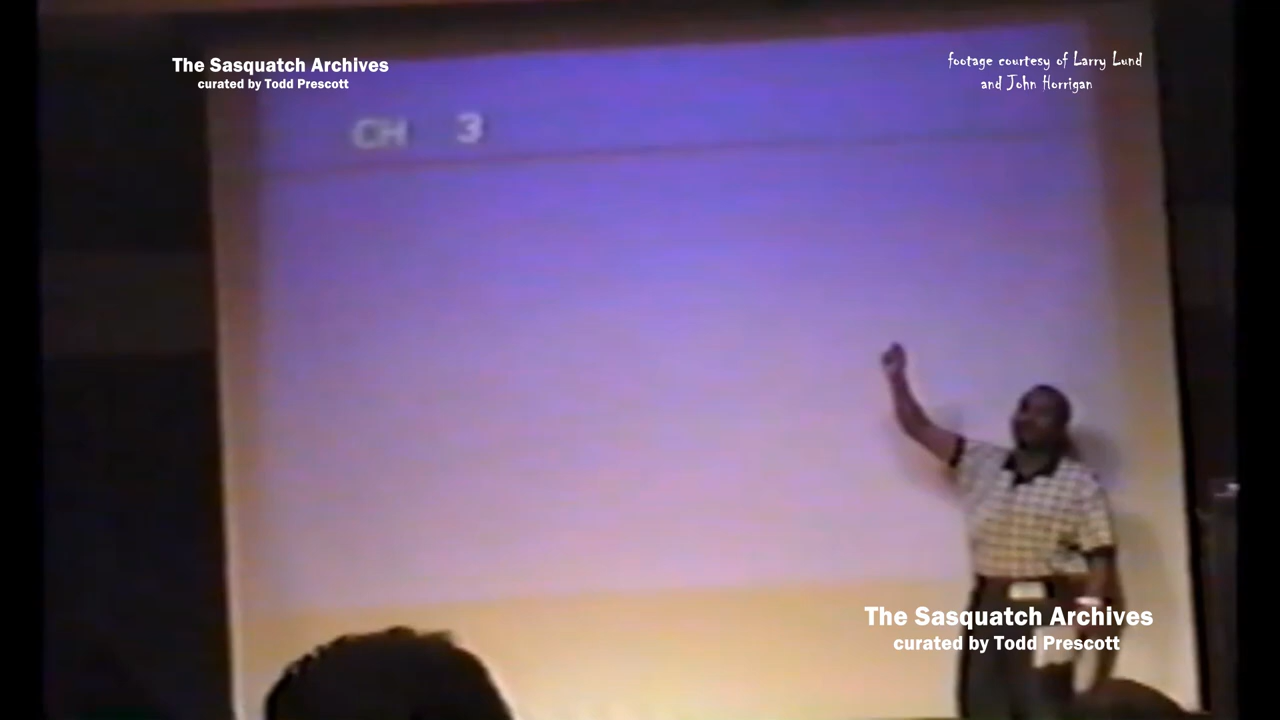 The Sasquatch Archives
curated by Todd Prescott
footage courtesy of Larry Lund
and John Horrigan
CH 3
The Sasquatch Archives
curated by Todd Prescott